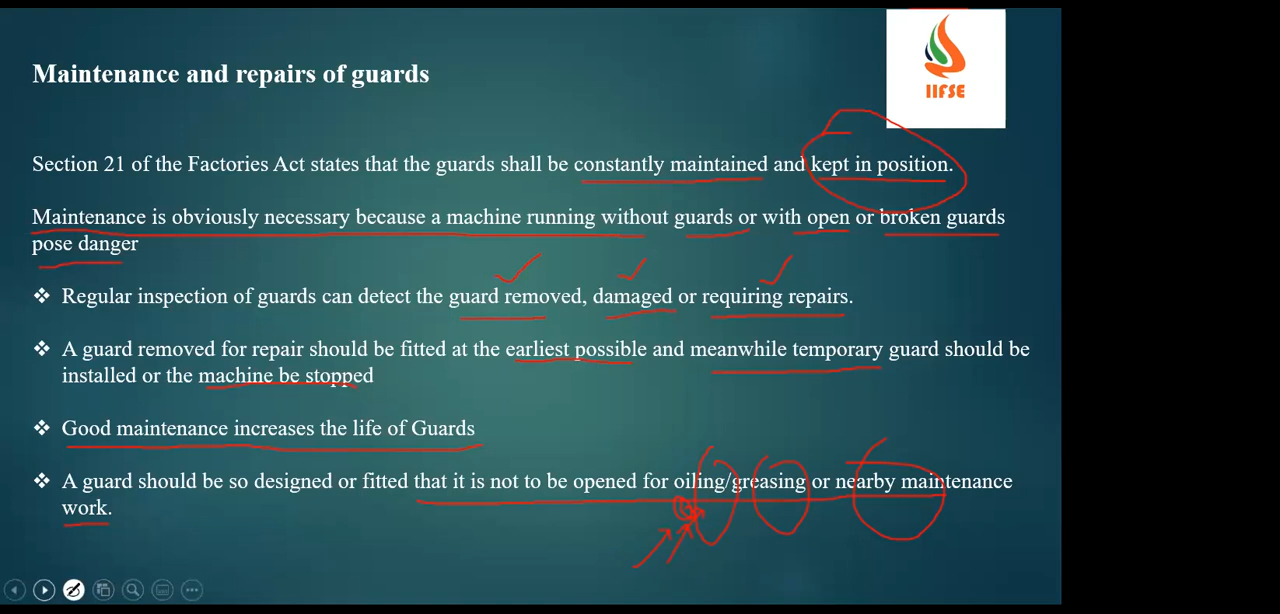 IIFSE
Maintenance and repairs of guards
Section 21 of the Factories Act states that the guards shall be constantly maintained and kept in position.
Maintenance is obviously necessary because a machine running without guards or with open or broken guards
pose danger
❖ Regular inspection of guards can detect the guard removed, damaged or requiring repairs.
❖ A guard removed for repair should be fitted at the earliest possible and meanwhile temporary guard should be
installed or the machine be stopped
❖ Good maintenance increases the life of Guards
❖ A guard should be so designed or fitted that it is not to be opened for oiling/greasing or nearby maintenance
work.